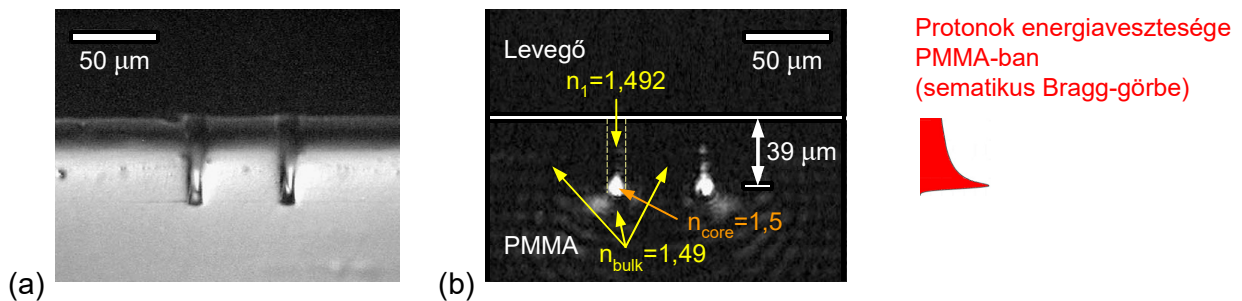 50 μm
(a)
Levegő
50 μm
n1=1,492
39 μm
ncore=1,5
PMMA
nbulk=1,49
(b)
Protonok energiavesztesége
PMMA-ban
(sematikus Bragg-görbe)